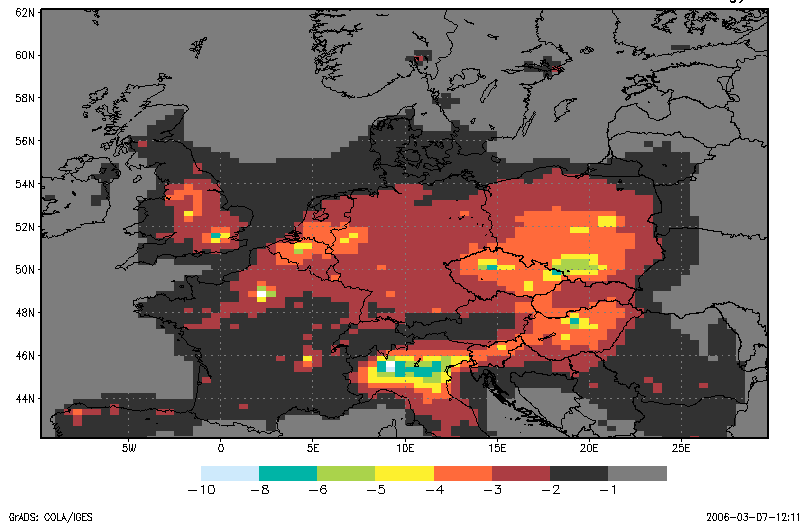 62N
60N
58N
56N
54N
52N
50N
48N
46N
44N
5W 0 5E 10E 15E 20E 25E
-10 -8 -6 -5 -4 -3 -2 -1
GrADS: COLA/IGES 2006-03-07-12:11